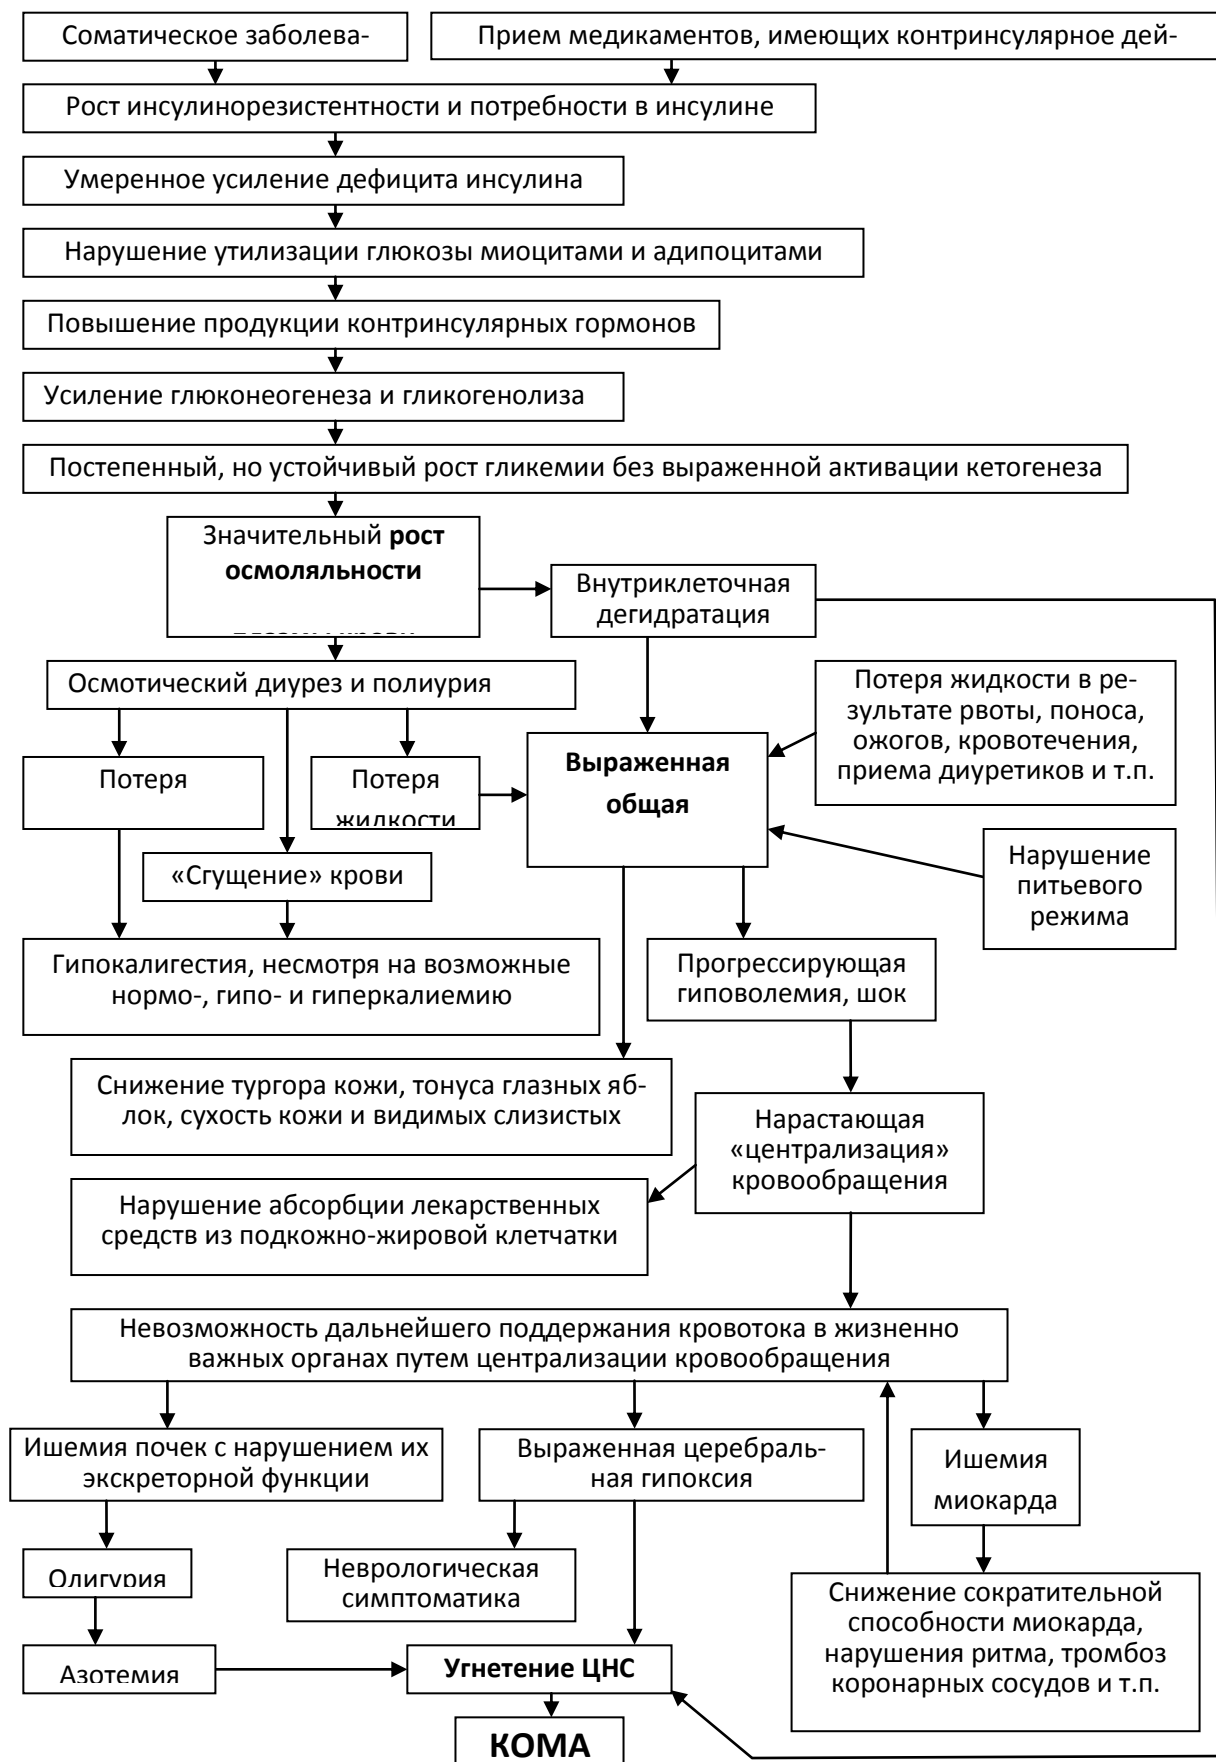 Соматическое заболева-
Прием медикаментов, имеющих контринсулярное дей-
Рост инсулинорезистентности и потребности в инсулине
Умеренное усиление дефицита инсулина
Нарушение утилизации глюкозы миоцитами и адипоцитами
Повышение продукции контринсулярных гормонов
Усиление глюконеогенеза и гликогенолиза
Постепенный, но устойчивый рост гликемии без выраженной активации кетогенеза
Значительный рост
осмоляльности
Внутриклеточная
дегидратация
Осмотический диурез и полиурия
Потеря жидкости в ре-
зультате рвоты, поноса,
ожогов, кровотечения,
приема диуретиков и т.п.
Потеря
Потеря
жидкости
Выраженная
общая
«Сгущение» крови
Нарушение
питьевого
режима
Гипокалигестия, несмотря на возможные
нормо-, гипо- и гиперкалиемию
Прогрессирующая
гиповолемия, шок
Снижение тургора кожи, тонуса глазных яб-
лок, сухость кожи и видимых слизистых
Нарастающая
«централизация»
кровообращения
Нарушение абсорбции лекарственных
средств из подкожно-жировой клетчатки
Невозможность дальнейшего поддержания кровотока в жизненно
важных органах путем централизации кровообращения
Ишемия почек с нарушением их
экскреторной функции
Выраженная церебраль-
ная гипоксия
Ишемия
миокарда
Олигурия
Неврологическая
симптоматика
Снижение сократительной
способности миокарда,
нарушения ритма, тромбоз
коронарных сосудов и т.п.
Азотемия
Угнетение ЦНС
КОМА